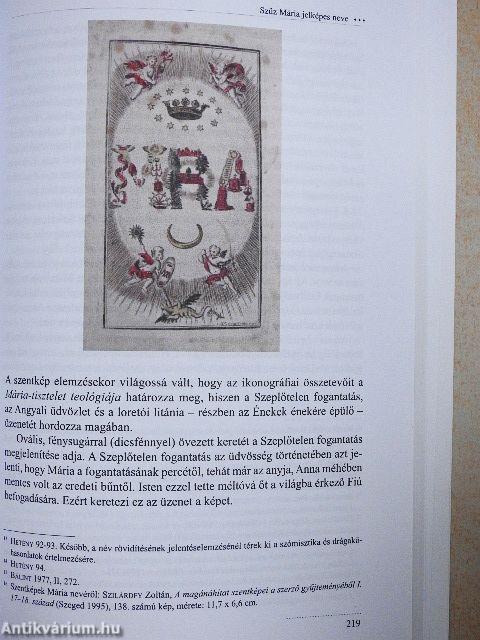 Szűz Mária jelképes neve •••
MRA
A szentkép elemzésekor világossá vált, hogy az ikonográfiai összetevőit a
Mária-tisztelet teológiája határozza meg, hiszen a Szeplőtelen fogantatás,
az Angyali üdvözlet és a loretói litánia – részben az Énekek énekére épülő –
üzenetét hordozza magában.
Ovális, fénysugárral (dicsfénnyel) övezett keretét a Szeplőtelen fogantatás
megjelenítése adja. A Szeplőtelen fogantatás az üdvösség történetében azt je-
lenti, hogy Mária a fogantatásának percétől, tehát már az anyja, Anna méhében
mentes volt az eredeti bűntől. Isten ezzel tette méltóvá őt a világba érkező Fiú
befogadására. Ezért keretezi ez az üzenet a képet.
HETÉNY 92-93. Később, a név rövidítésének jelentéselemzésénél térek ki a számisztika és drágakő-
hasonlatok értelmezésére.
HETÉNY 94.
BÁLINT 1977, II, 272.
Szentképek Mária nevéről: SZILÁRDFY Zoltán, A magánáhítat szentképei a szerző gyűjteményéből I.
17–18. század (Szeged 1995), 138. számú kép, mérete: 11,7 x 6,6 cm.
219
Antikvárium.hu